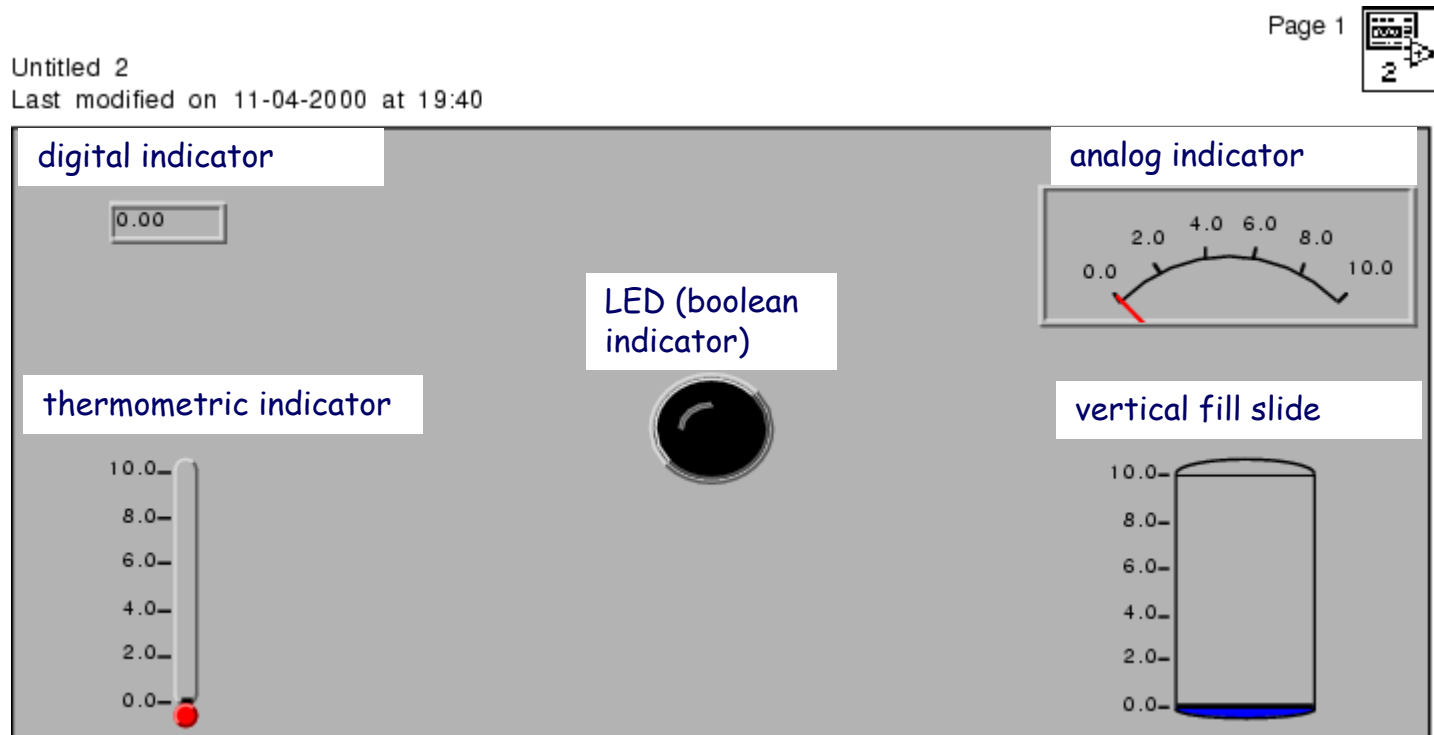 Page 1
2
Untitled 2
Last modified on 11-04-2000 at 19:40
digital indicator
0.00
analog indicator
0.0 2.0 4.0 6.0 8.0 10.0
LED (boolean
indicator)
thermometric indicator
10.0
8.0
6.0
4.0
2.0
0.0
vertical fill slide
10.0
8.0
6.0
4.0
2.0
0.0